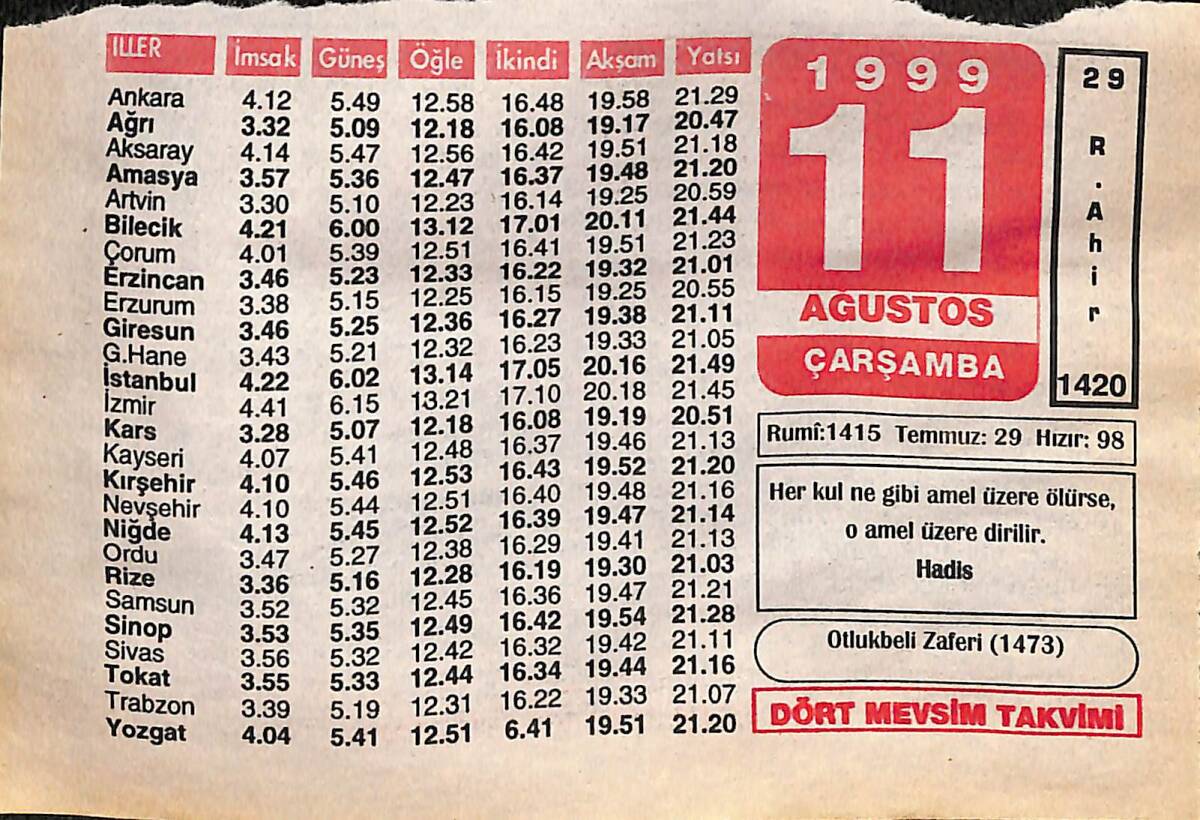 İLLER İmsak Güneş Öğle İkindi Akşam Yatsı
Ankara 4.12 5.49 12.58 16.48 19.58 21.29
Ağrı 3.32 5.09 12.18 16.08 19.17 20.47
Aksaray 4.14 5.47 12.56 16.42 19.51 21.18
Amasya 3.57 5.36 12.47 16.37 19.48 21.20
Artvin 3.30 5.10 12.23 16.14 19.25 20.59
Bilecik 4.21 6.00 13.12 17.01 20.11 21.44
Çorum 4.01 5.39 12.51 16.41 19.51 21.23
Erzincan 3.46 5.23 12.33 16.22 19.32 21.01
Erzurum 3.38 5.15 12.25 16.15 19.25 20.55
Giresun 3.46 5.25 12.36 16.27 19.38 21.11
G.Hane 3.43 5.21 12.32 16.23 19.33 21.05
İstanbul 4.22 6.02 13.14 17.05 20.16 21.49
İzmir 4.41 6.15 13.21 17.10 20.18 21.45
Kars 3.28 5.07 12.18 16.08 19.19 20.51
Kayseri 4.07 5.41 12.48 16.37 19.46 21.13
Kırşehir 4.10 5.46 12.53 16.43 19.52 21.20
Nevşehir 4.10 5.44 12.51 16.40 19.48 21.16
Niğde 4.13 5.45 12.52 16.39 19.47 21.14
Ordu 3.47 5.27 12.38 16.29 19.41 21.13
Rize 3.36 5.16 12.28 16.19 19.30 21.03
Samsun 3.52 5.32 12.45 16.36 19.47 21.21
Sinop 3.53 5.35 12.49 16.42 19.54 21.28
Sivas 3.56 5.32 12.42 16.32 19.42 21.11
Tokat 3.55 5.33 12.44 16.34 19.44 21.16
Trabzon 3.39 5.19 12.31 16.22 19.33 21.07
Yozgat 4.04 5.41 12.51 6.41 19.51 21.20
1999
11
AĞUSTOS
ÇARŞAMBA
29
R.Ahir
1420
Rumî:1415 Temmuz: 29 Hızır: 98
Her kul ne gibi amel üzere ölürse,
o amel üzere dirilir.
Hadis
Otlukbeli Zaferi (1473)
DÖRT MEVSİM TAKVİMİ